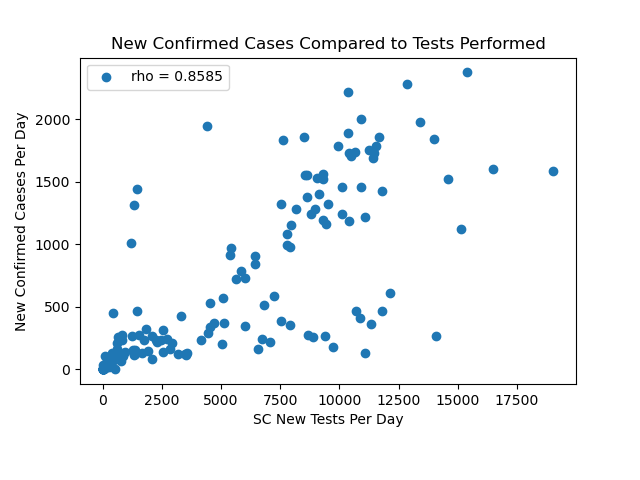 New Confirmed Cases Compared to Tests Performed
rho = 0.8585
New Confirmed Caeses Per Day
2000
1500
1000
500
0
0 2500 5000 7500 10000 12500 15000 17500
SC New Tests Per Day